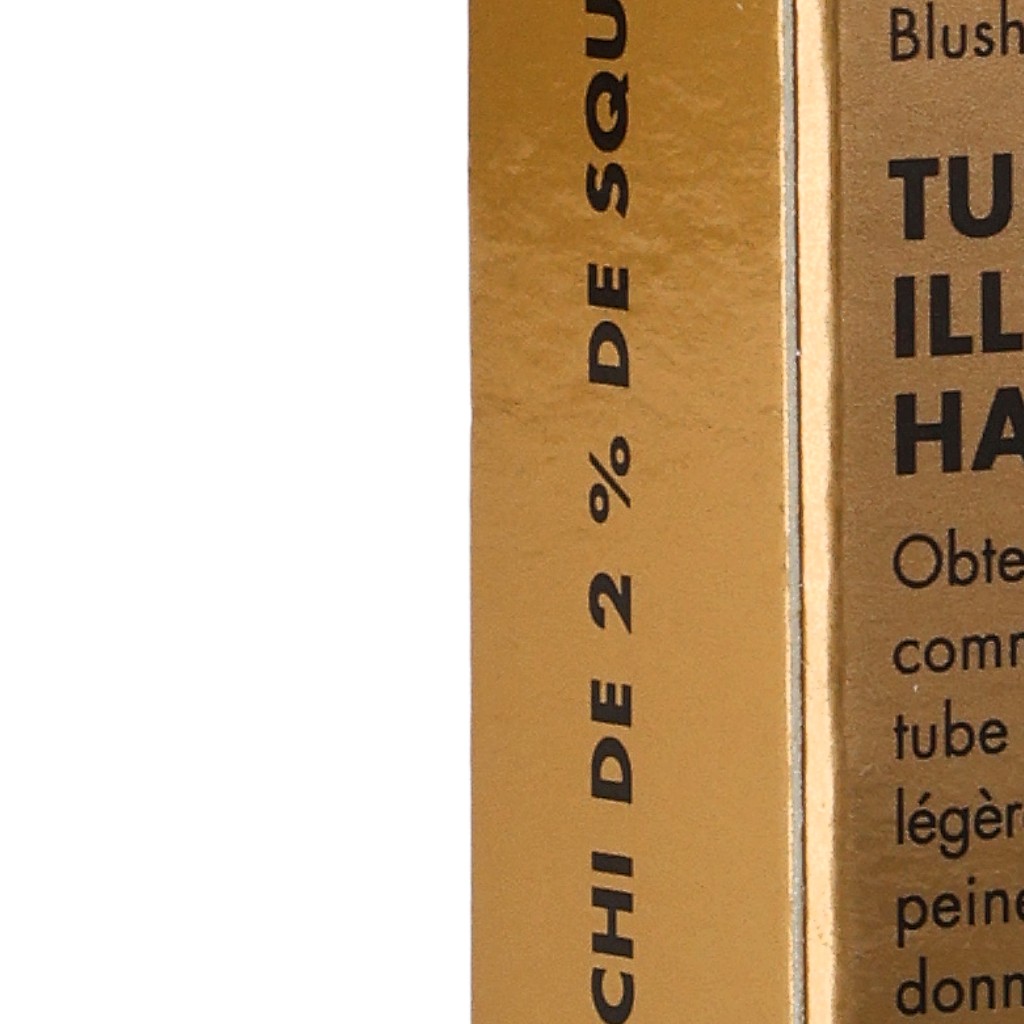 CHI DE 2 % DE SQU
Blush
TU
ILL
HA
Obte
comm
tube
légèr
peine
donn